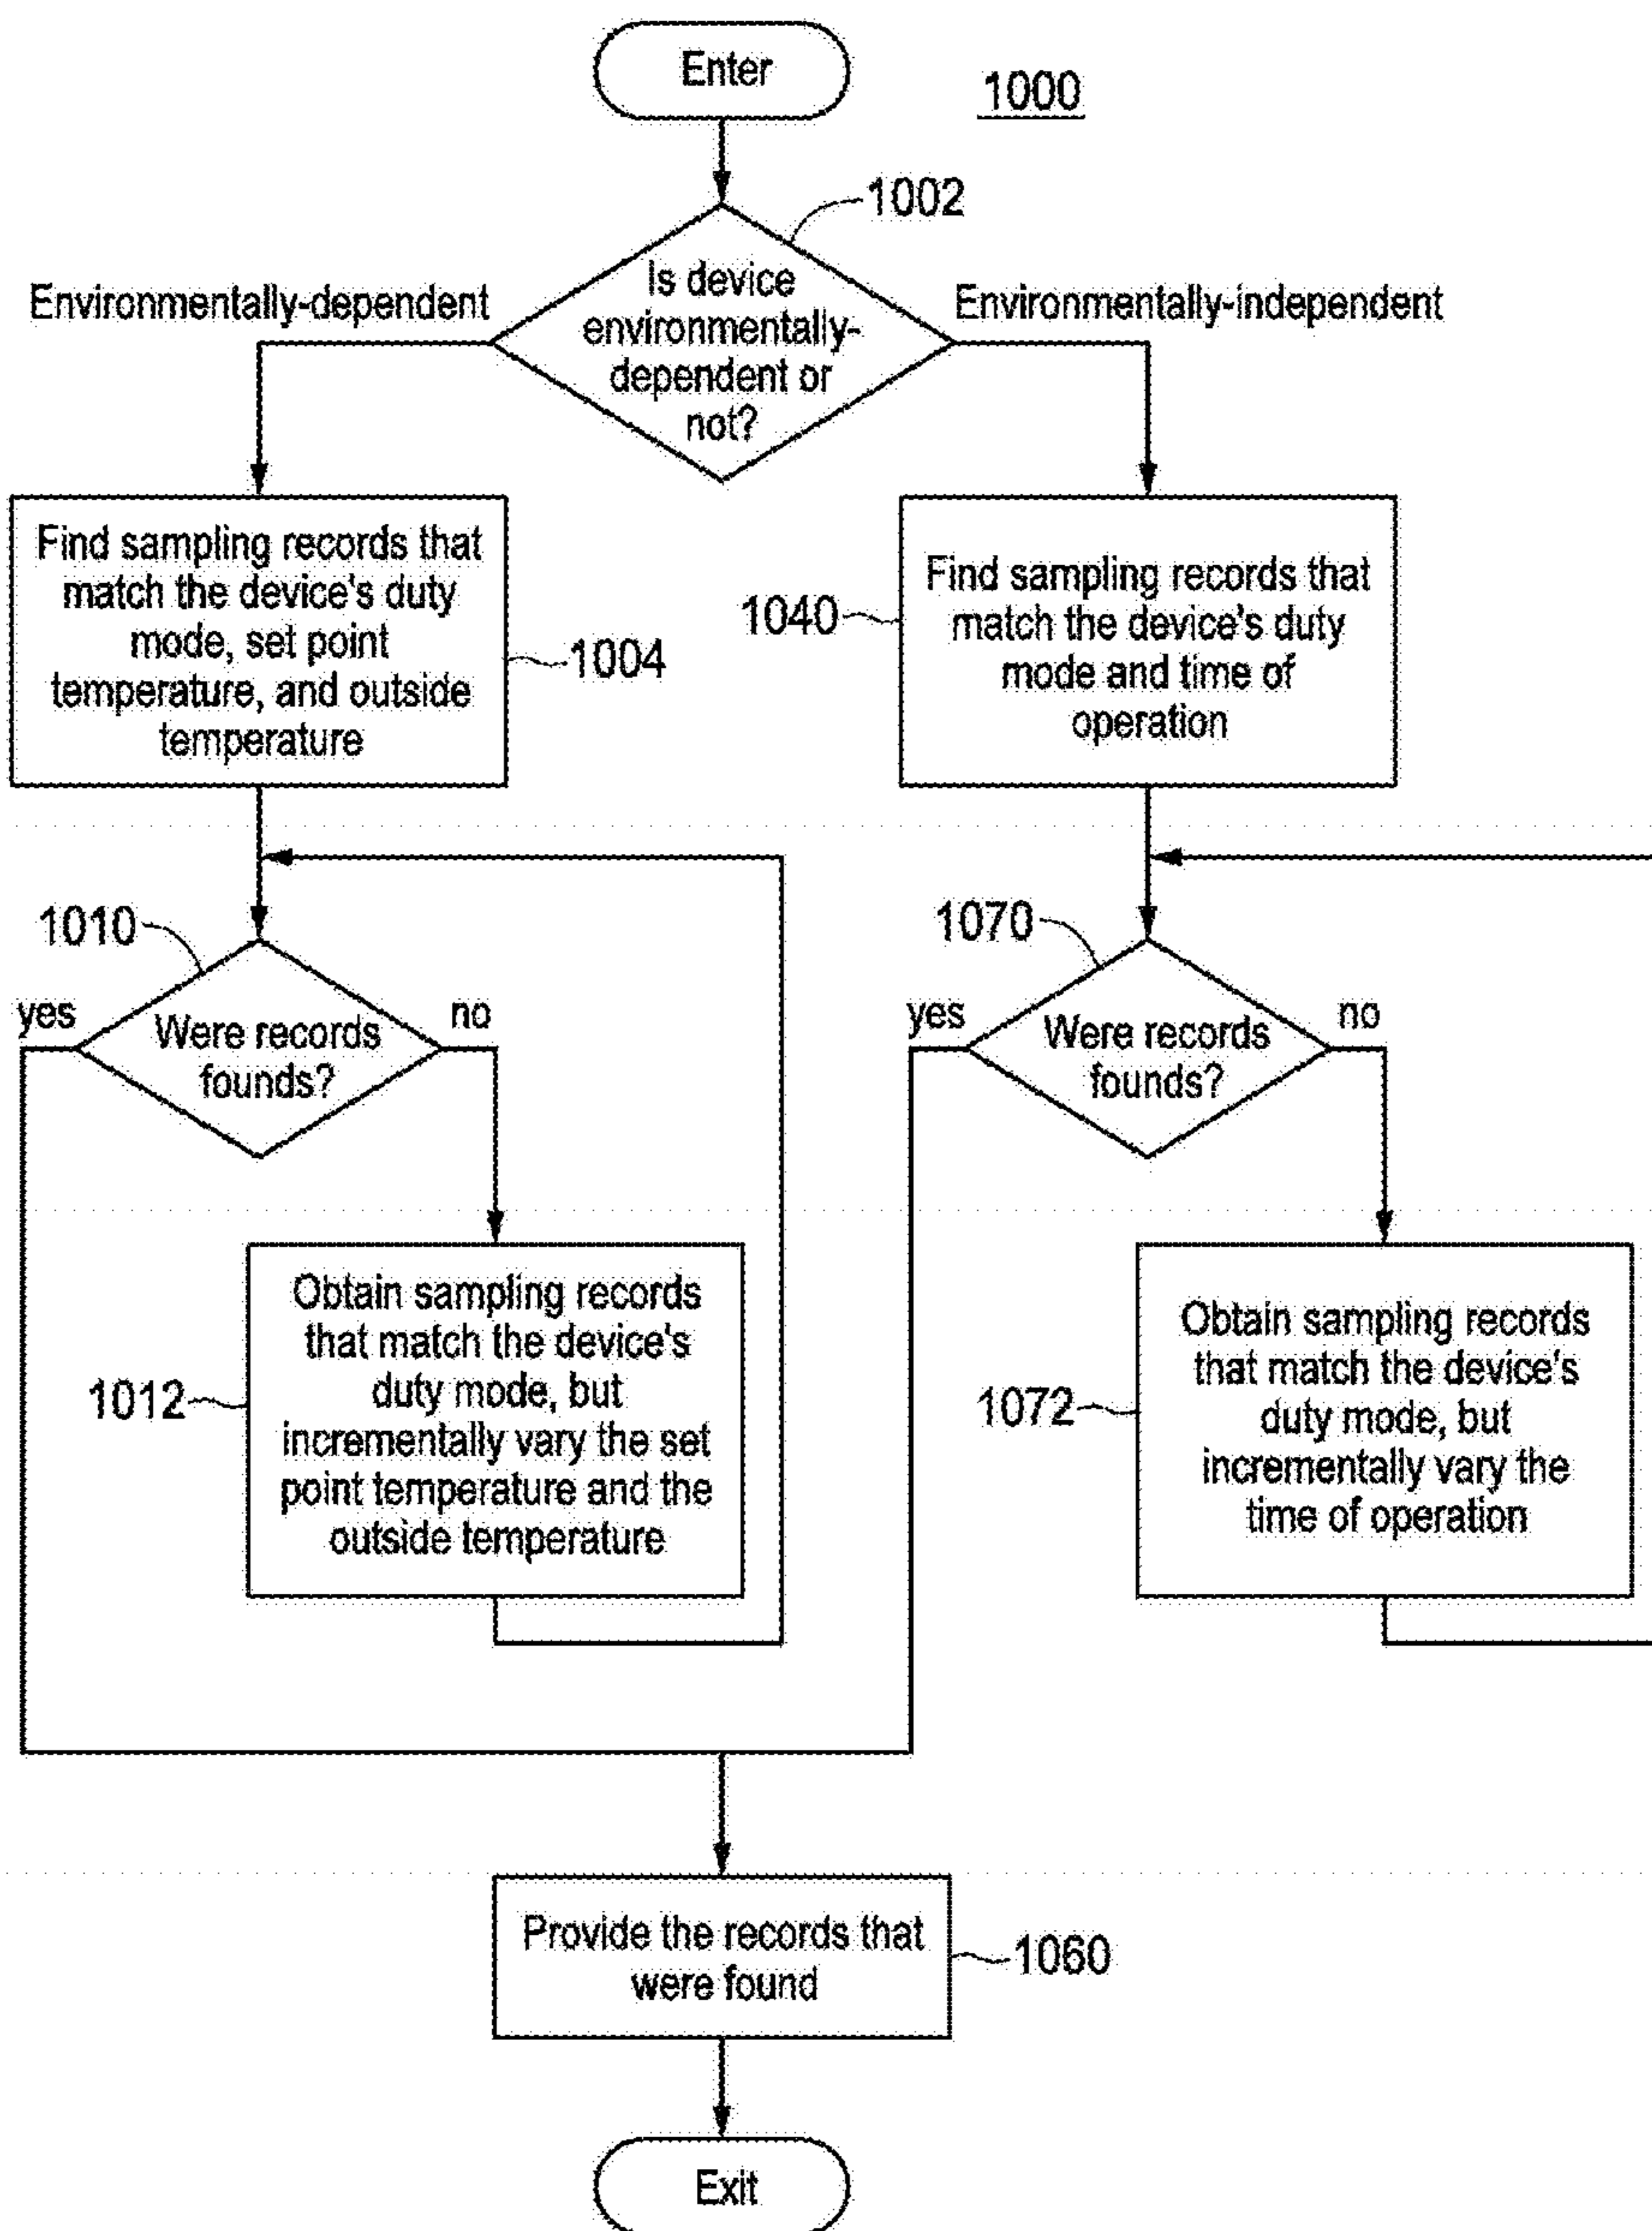 Enter
1000
1002
Is device
environmentally-
dependent or
not?
Environmentally-dependent
Environmentally-independent
Find sampling records that
match the device's duty
mode, set point
temperature, and outside
temperature
1004
1040
Find sampling records that
match the device's duty
mode and time of
operation
1010
yes
Were records
founds?
no
1070
yes
Were records
founds?
no
1012
Obtain sampling records
that match the device's
duty mode, but
incrementally vary the set
point temperature and the
outside temperature
1072
Obtain sampling records
that match the device's
duty mode, but
incrementally vary the
time of operation
Provide the records that
were found
1060
Exit